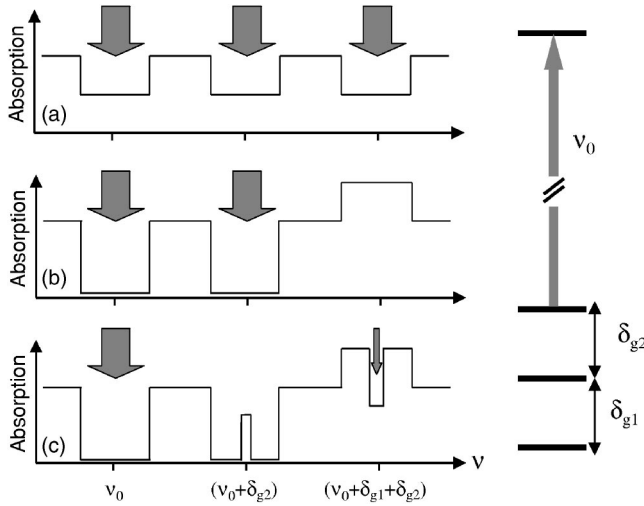 Absorption
(a)
ν₀
Absorption
(b)
δg2
Absorption
(c)
δg1
ν₀
(ν₀+δg2)
(ν₀+δg1+δg2)
ν